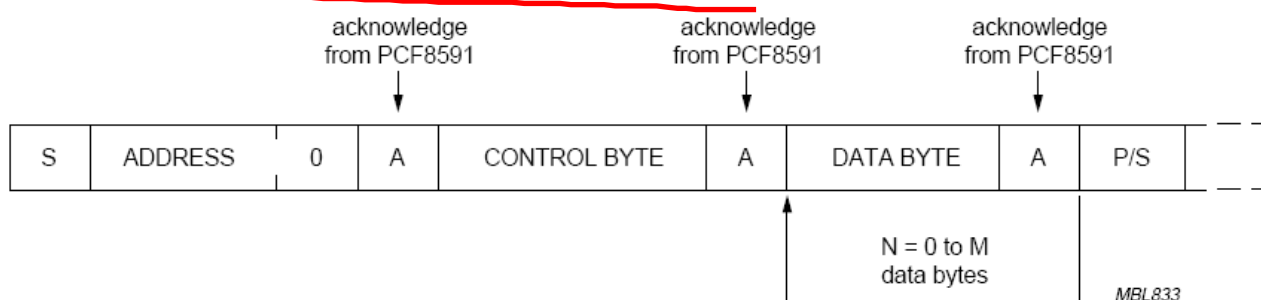 acknowledge
from PCF8591
acknowledge
from PCF8591
acknowledge
from PCF8591
S ADDRESS 0 A CONTROL BYTE A DATA BYTE A P/S
N = 0 to M
data bytes
MBL833